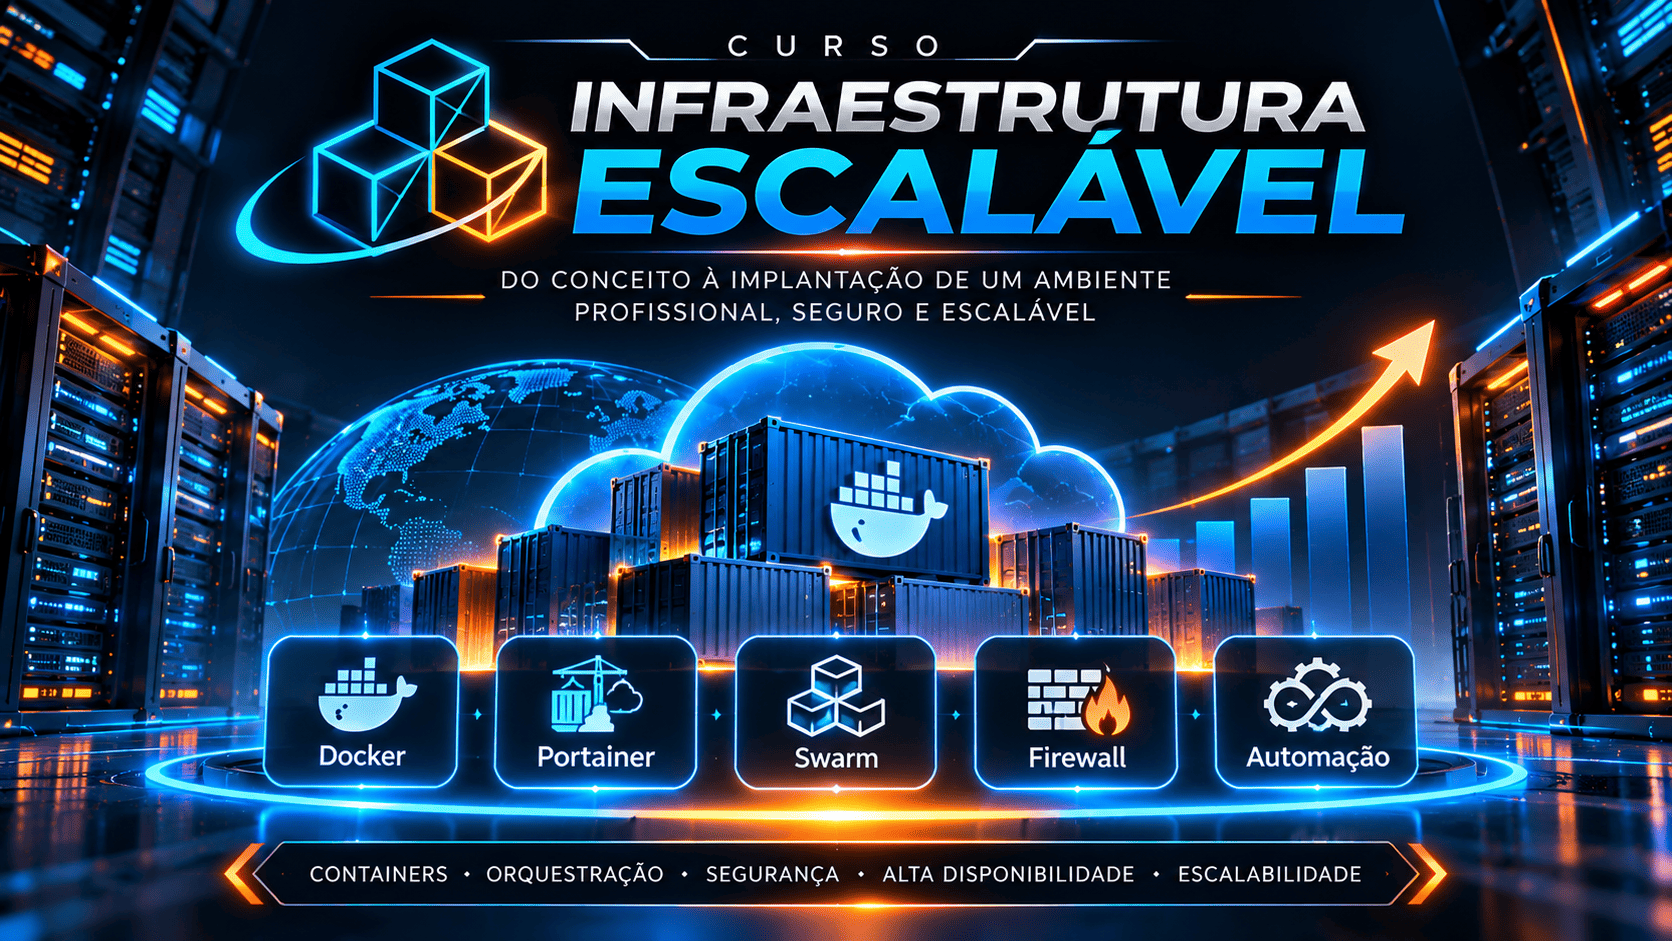 CURSO
INFRAESTRUTURA
ESCALÁVEL
DO CONCEITO À IMPLANTAÇÃO DE UM AMBIENTE
PROFISSIONAL, SEGURO E ESCALÁVEL
Docker
Portainer
Swarm
Firewall
Automação
CONTAINERS • ORQUESTRAÇÃO • SEGURANÇA • ALTA DISPONIBILIDADE • ESCALABILIDADE